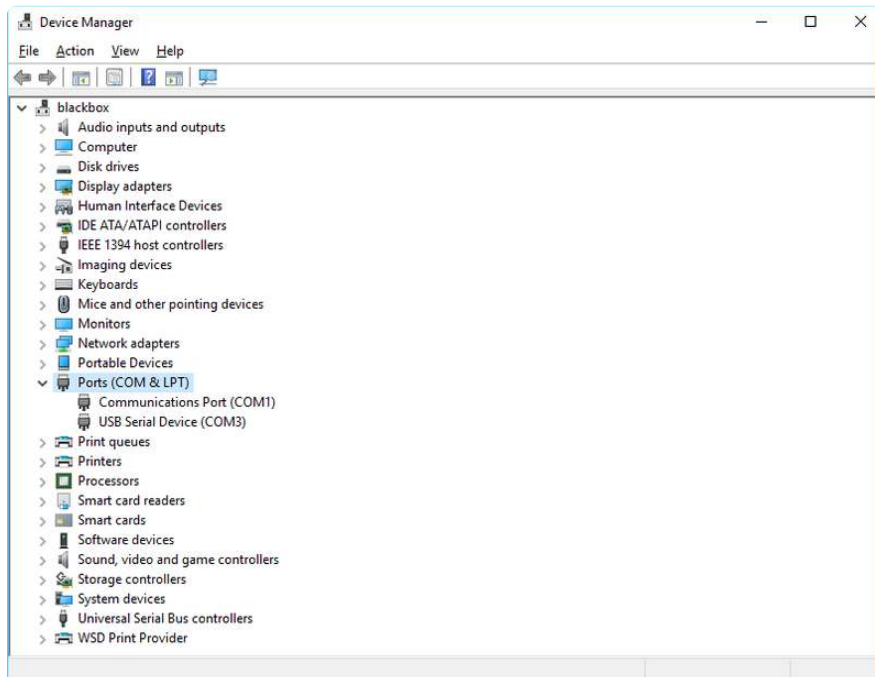 Device Manager
File Action View Help
blackbox
Audio inputs and outputs
Computer
Disk drives
Display adapters
Human Interface Devices
IDE ATA/ATAPI controllers
IEEE 1394 host controllers
Imaging devices
Keyboards
Mice and other pointing devices
Monitors
Network adapters
Portable Devices
Ports (COM & LPT)
Communications Port (COM1)
USB Serial Device (COM3)
Print queues
Printers
Processors
Smart card readers
Smart cards
Software devices
Sound, video and game controllers
Storage controllers
System devices
Universal Serial Bus controllers
WSD Print Provider